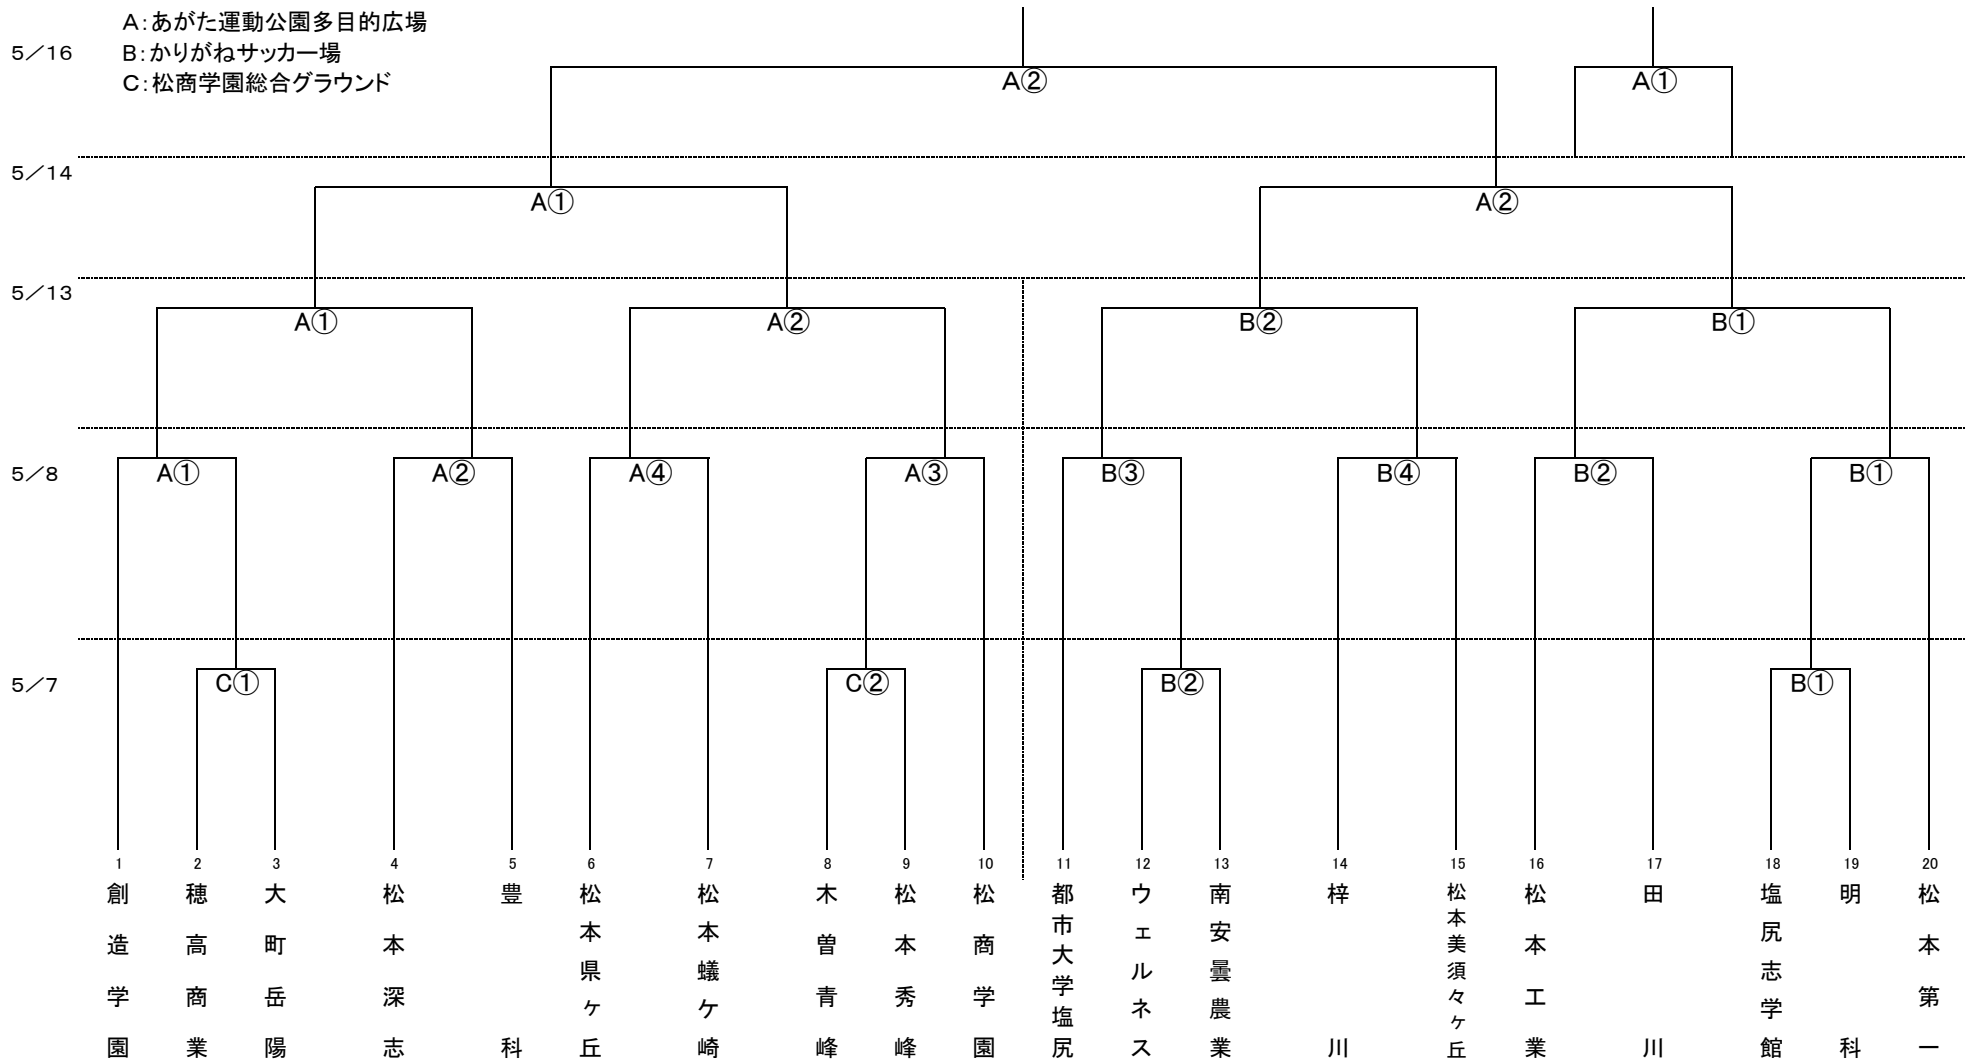 A：あがた運動公園多目的広場
5／16
B：かりがねサッカー場
C：松商学園総合グラウンド
A② A①
5／14
A① A②
5／13
A① A② B② B①
5／8
A① A② A④ A③ B③ B④ B② B①
5／7
C① C② B② B①
1 2 3 4 5 6 7 8 9 10 11 12 13 14 15 16 17 18 19 20
創造学園
穂高商業
大町岳陽
松本深志
豊科
松本県ヶ丘
松本蟻ケ崎
木曽青峰
松本秀峰
松商学園
都市大学塩尻
ウェルネス
南安曇農業
梓川
松本美須々ヶ丘
松本工業
田川
塩尻志学館
明科
松本第一